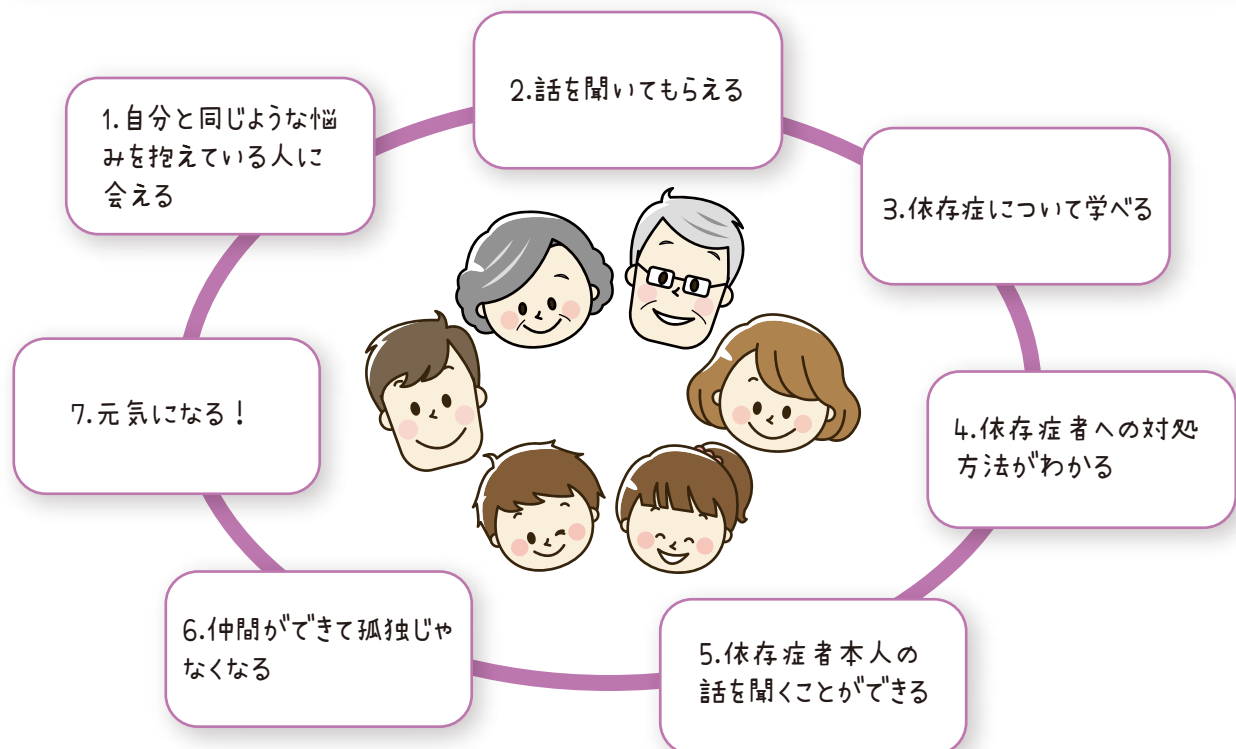 1.自分と同じような悩
みを抱えている人に
会える
2.話を聞いてもらえる
3.依存症について学べる
4.依存症者への対処
方法がわかる
5.依存症者本人の
話を聞くことができる
6.仲間ができて孤独じゃ
なくなる
7.元気になる！